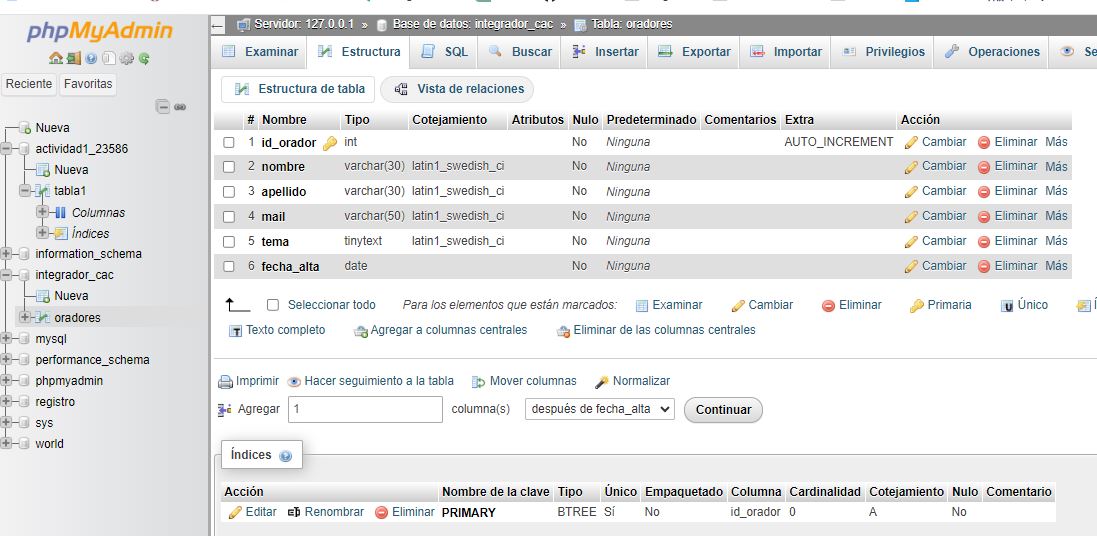 phpMyAdmin
Reciente Favoritas
Nueva
actividad1_23586
Nueva
tabla1
Columnas
Índices
information_schema
integrador_cac
Nueva
oradores
mysql
performance_schema
phpmyadmin
registro
sys
world
Servidor: 127.0.0.1 » Base de datos: integrador_cac » Tabla: oradores
Examinar Estructura SQL Buscar Insertar Exportar Importar Privilegios Operaciones Se
Estructura de tabla Vista de relaciones
# Nombre Tipo Cotejamiento Atributos Nulo Predeterminado Comentarios Extra Acción
1 id_orador int No Ninguna AUTO_INCREMENT Cambiar Eliminar Más
2 nombre varchar(30) latin1_swedish_ci No Ninguna Cambiar Eliminar Más
3 apellido varchar(30) latin1_swedish_ci No Ninguna Cambiar Eliminar Más
4 mail varchar(50) latin1_swedish_ci No Ninguna Cambiar Eliminar Más
5 tema tinytext latin1_swedish_ci No Ninguna Cambiar Eliminar Más
6 fecha_alta date No Ninguna Cambiar Eliminar Más
Seleccionar todo Para los elementos que están marcados: Examinar Cambiar Eliminar Primaria Único
Texto completo Agregar a columnas centrales Eliminar de las columnas centrales
Imprimir Hacer seguimiento a la tabla Mover columnas Normalizar
Agregar 1 columna(s) después de fecha_alta Continuar
Índices
Acción Nombre de la clave Tipo Único Empaquetado Columna Cardinalidad Cotejamiento Nulo Comentario
Editar Renombrar Eliminar PRIMARY BTREE Sí No id_orador 0 A No